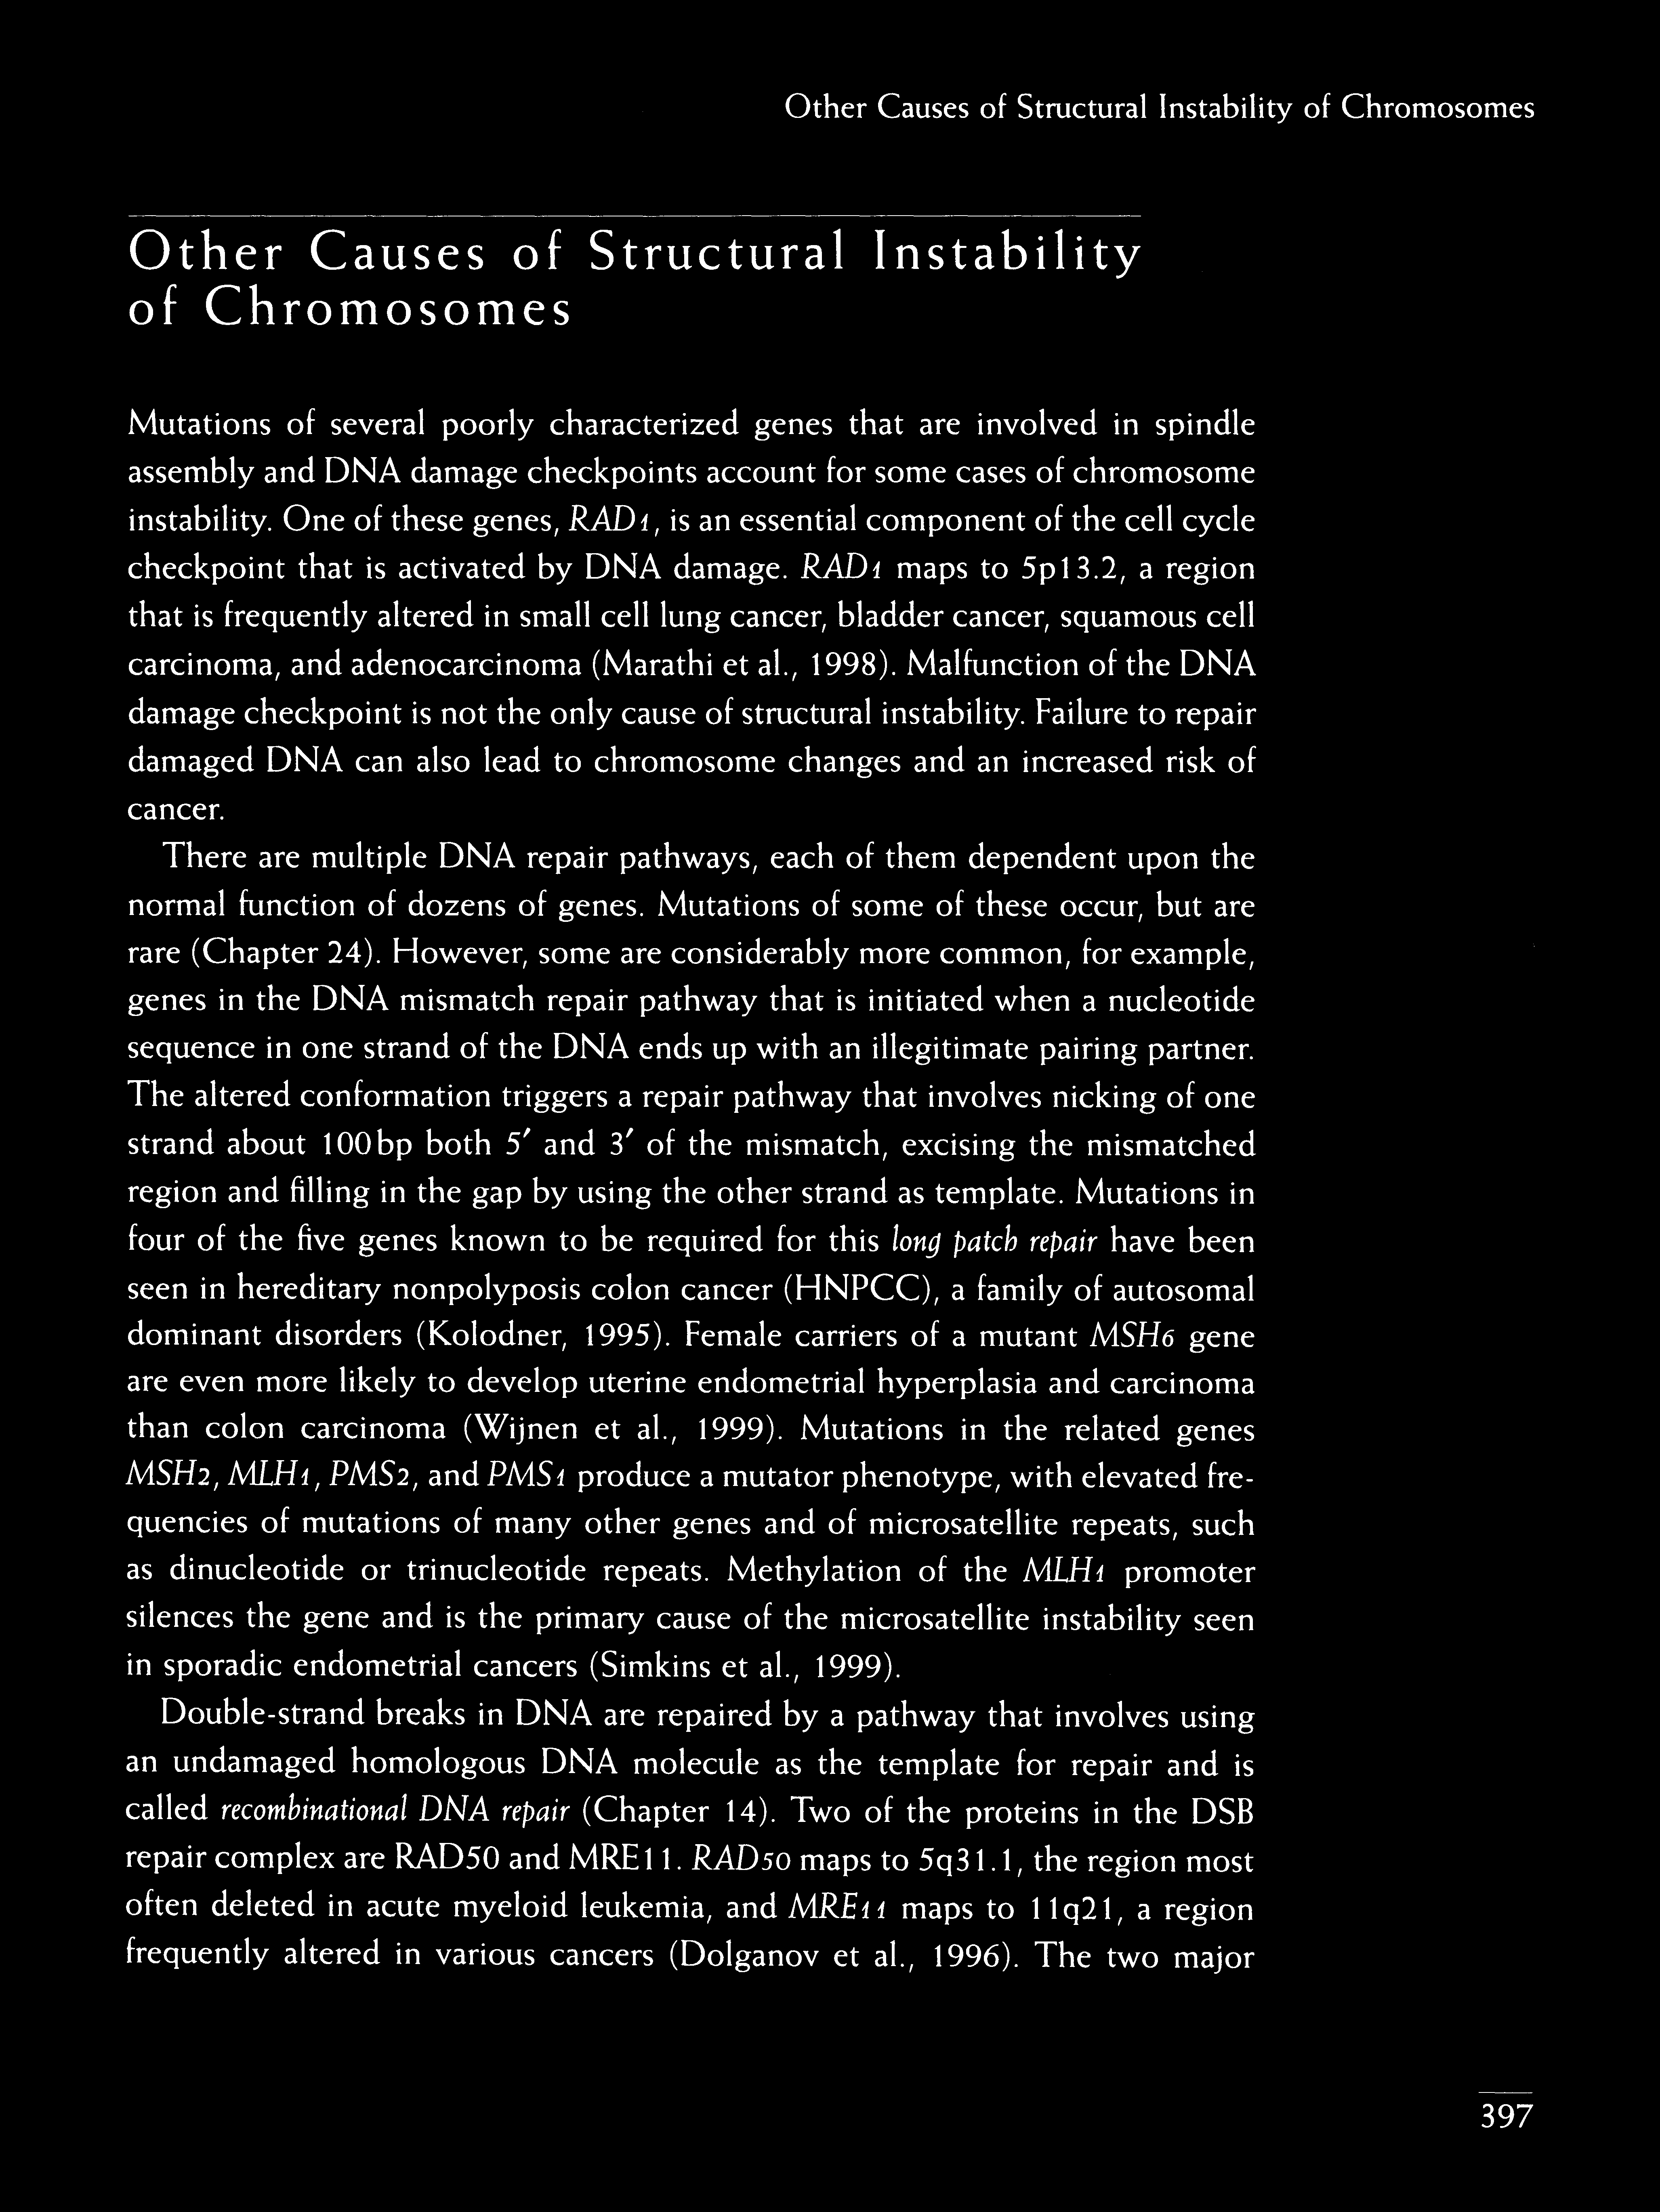 Other Causes of Structural Instability of Chromosomes
Other Causes of Structural Instability
of Chromosomes
Mutations of several poorly characterized genes that are involved in spindle
assembly and DNA damage checkpoints account for some cases of chromosome
instability. One of these genes, RAD1, is an essential component of the cell cycle
checkpoint that is activated by DNA damage. RAD1 maps to 5p13.2, a region
that is frequently altered in small cell lung cancer, bladder cancer, squamous cell
carcinoma, and adenocarcinoma (Marathi et al., 1998). Malfunction of the DNA
damage checkpoint is not the only cause of structural instability. Failure to repair
damaged DNA can also lead to chromosome changes and an increased risk of
cancer.
There are multiple DNA repair pathways, each of them dependent upon the
normal function of dozens of genes. Mutations of some of these occur, but are
rare (Chapter 24). However, some are considerably more common, for example,
genes in the DNA mismatch repair pathway that is initiated when a nucleotide
sequence in one strand of the DNA ends up with an illegitimate pairing partner.
The altered conformation triggers a repair pathway that involves nicking of one
strand about 100bp both 5′ and 3′ of the mismatch, excising the mismatched
region and filling in the gap by using the other strand as template. Mutations in
four of the five genes known to be required for this long patch repair have been
seen in hereditary nonpolyposis colon cancer (HNPCC), a family of autosomal
dominant disorders (Kolodner, 1995). Female carriers of a mutant MSH6 gene
are even more likely to develop uterine endometrial hyperplasia and carcinoma
than colon carcinoma (Wijnen et al., 1999). Mutations in the related genes
MSH2, MLH1, PMS2, and PMS1 produce a mutator phenotype, with elevated fre-
quencies of mutations of many other genes and of microsatellite repeats, such
as dinucleotide or trinucleotide repeats. Methylation of the MLH1 promoter
silences the gene and is the primary cause of the microsatellite instability seen
in sporadic endometrial cancers (Simkins et al., 1999).
Double-strand breaks in DNA are repaired by a pathway that involves using
an undamaged homologous DNA molecule as the template for repair and is
called recombinational DNA repair (Chapter 14). Two of the proteins in the DSB
repair complex are RAD50 and MRE11. RAD50 maps to 5q31.1, the region most
often deleted in acute myeloid leukemia, and MRE11 maps to 11q21, a region
frequently altered in various cancers (Dolganov et al., 1996). The two major
397